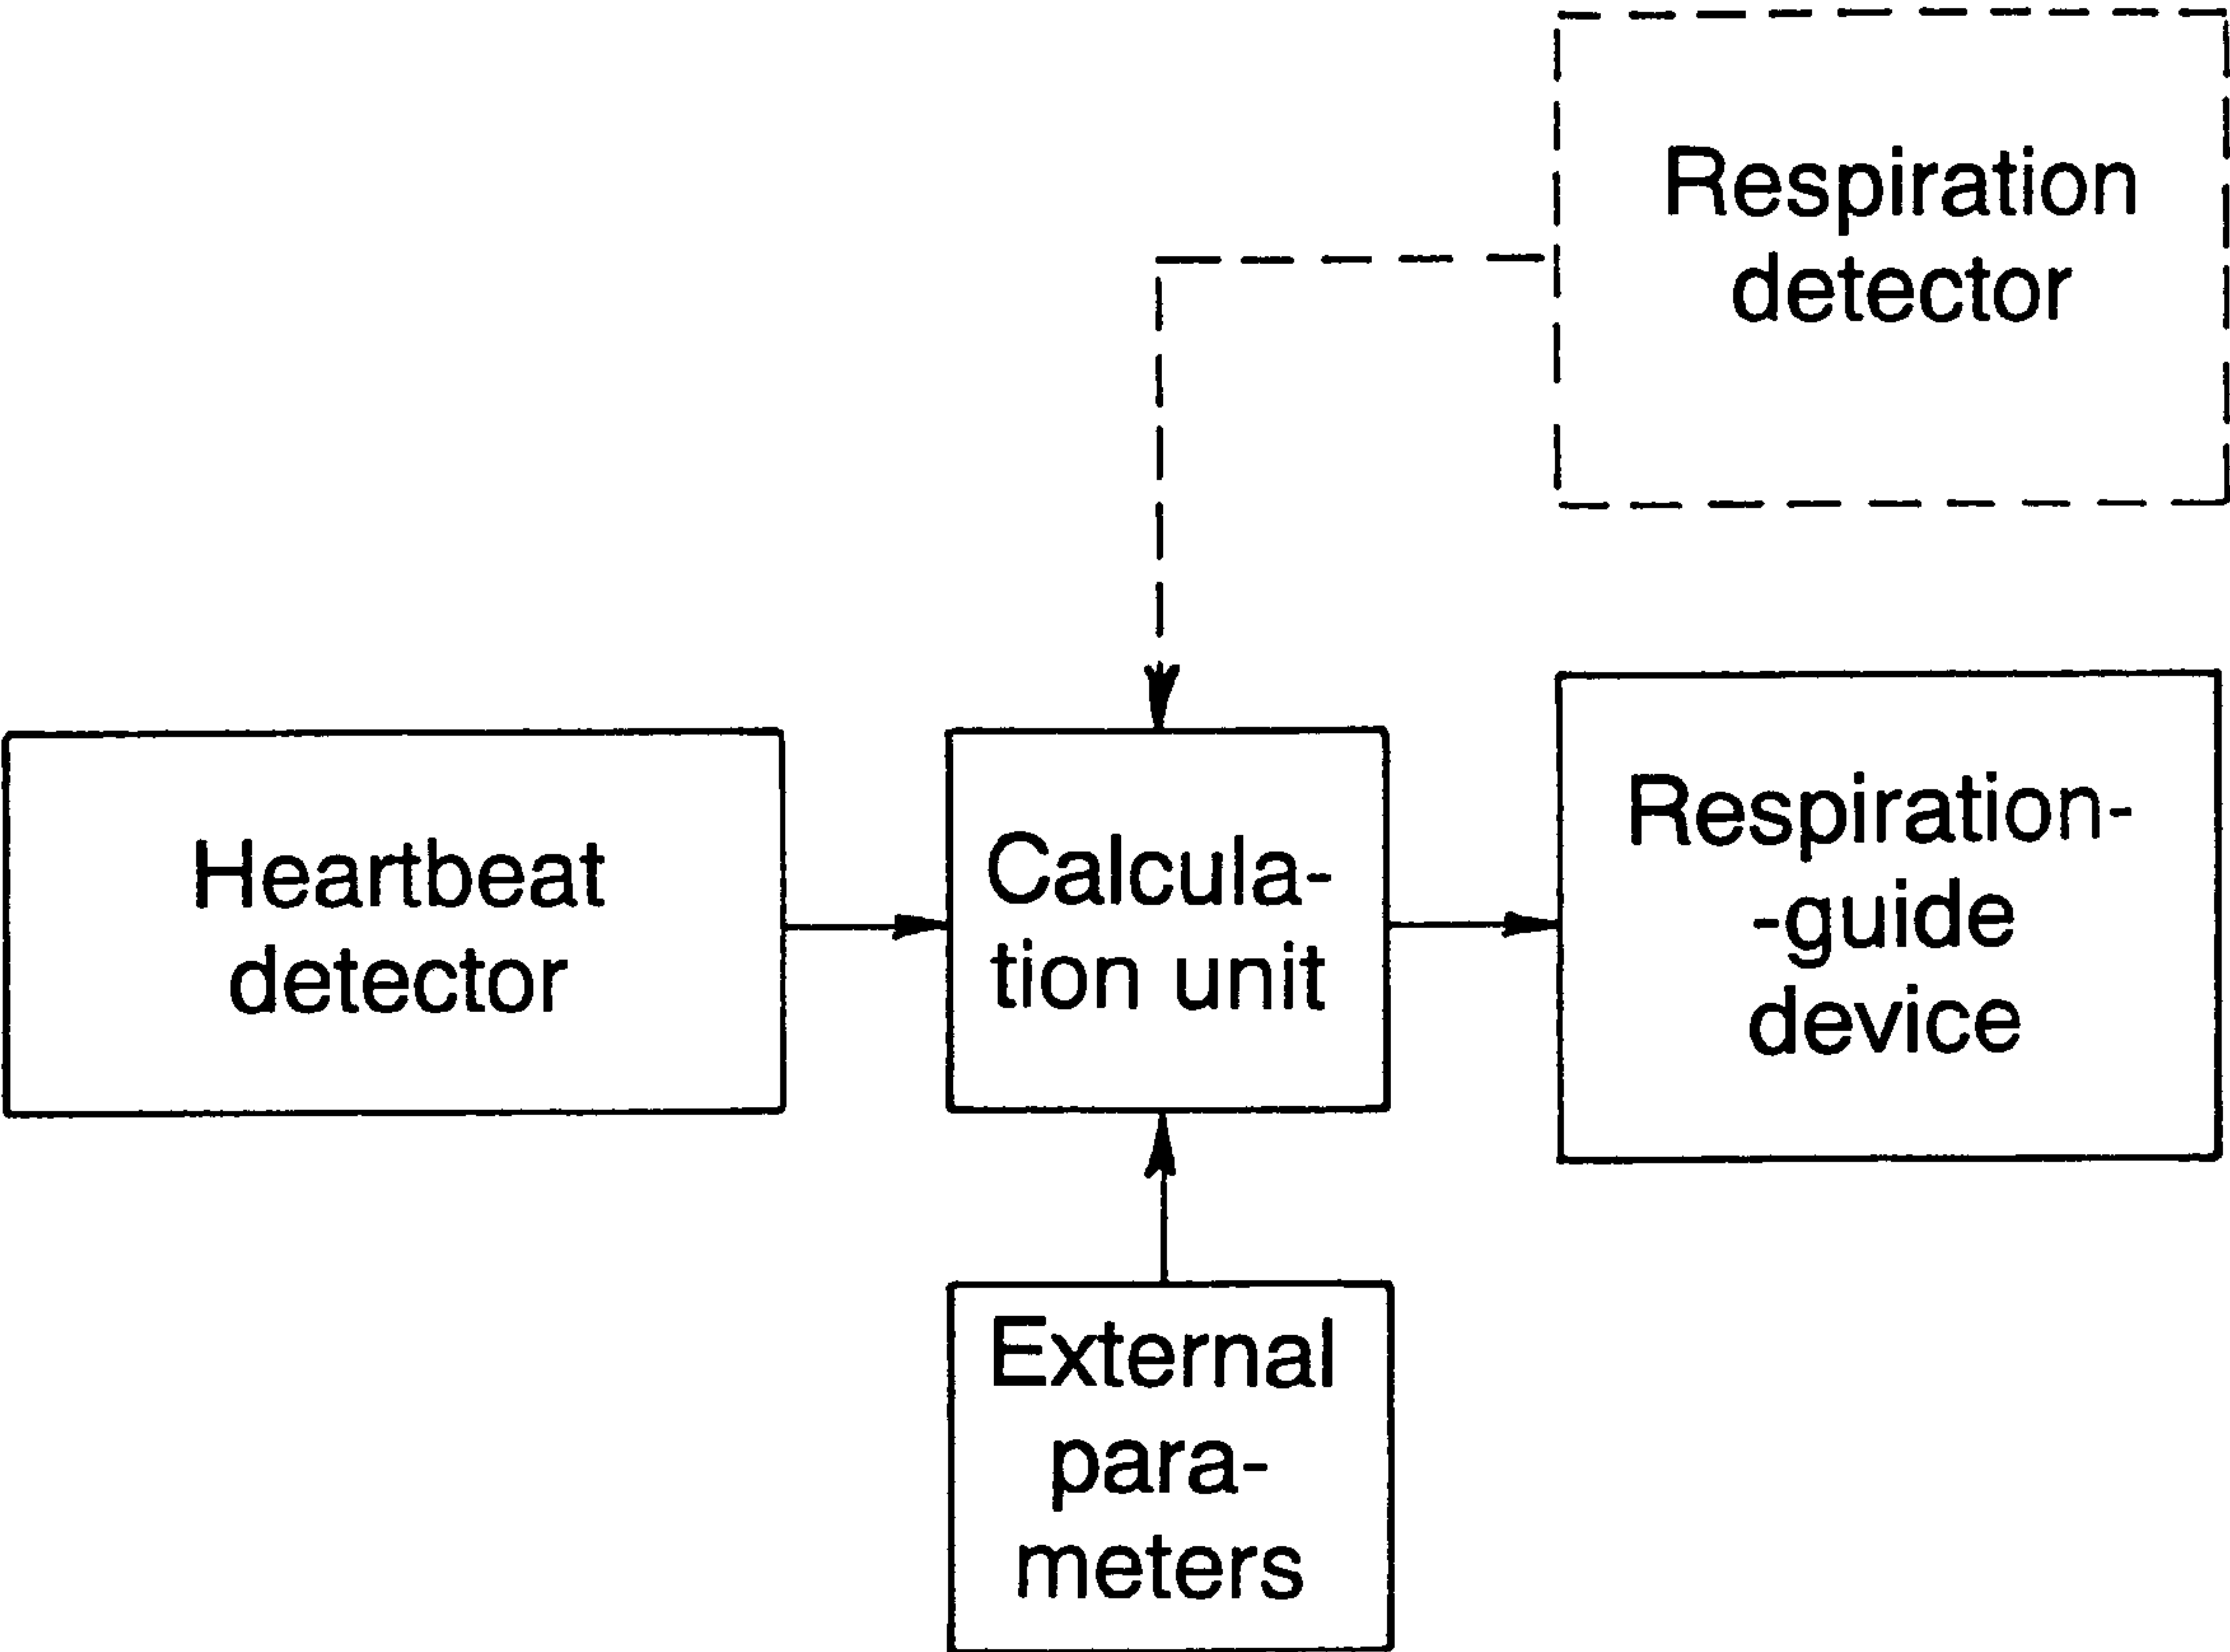 Respiration
detector
Heartbeat
detector
Calcula-
tion unit
Respiration-
-guide
device
External
para-
meters